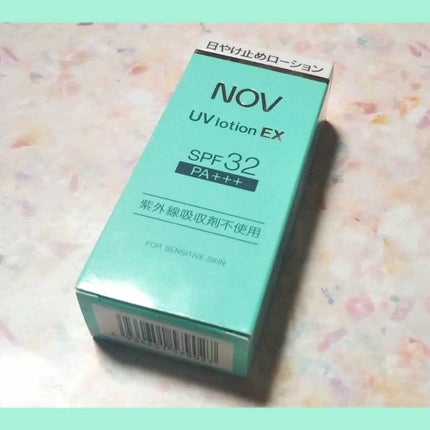 日やけ止めローション
NOV
UV lotion EX
SPF 32
PA+++
紫外線吸収剤不使用
FOR SENSITIVE SKIN